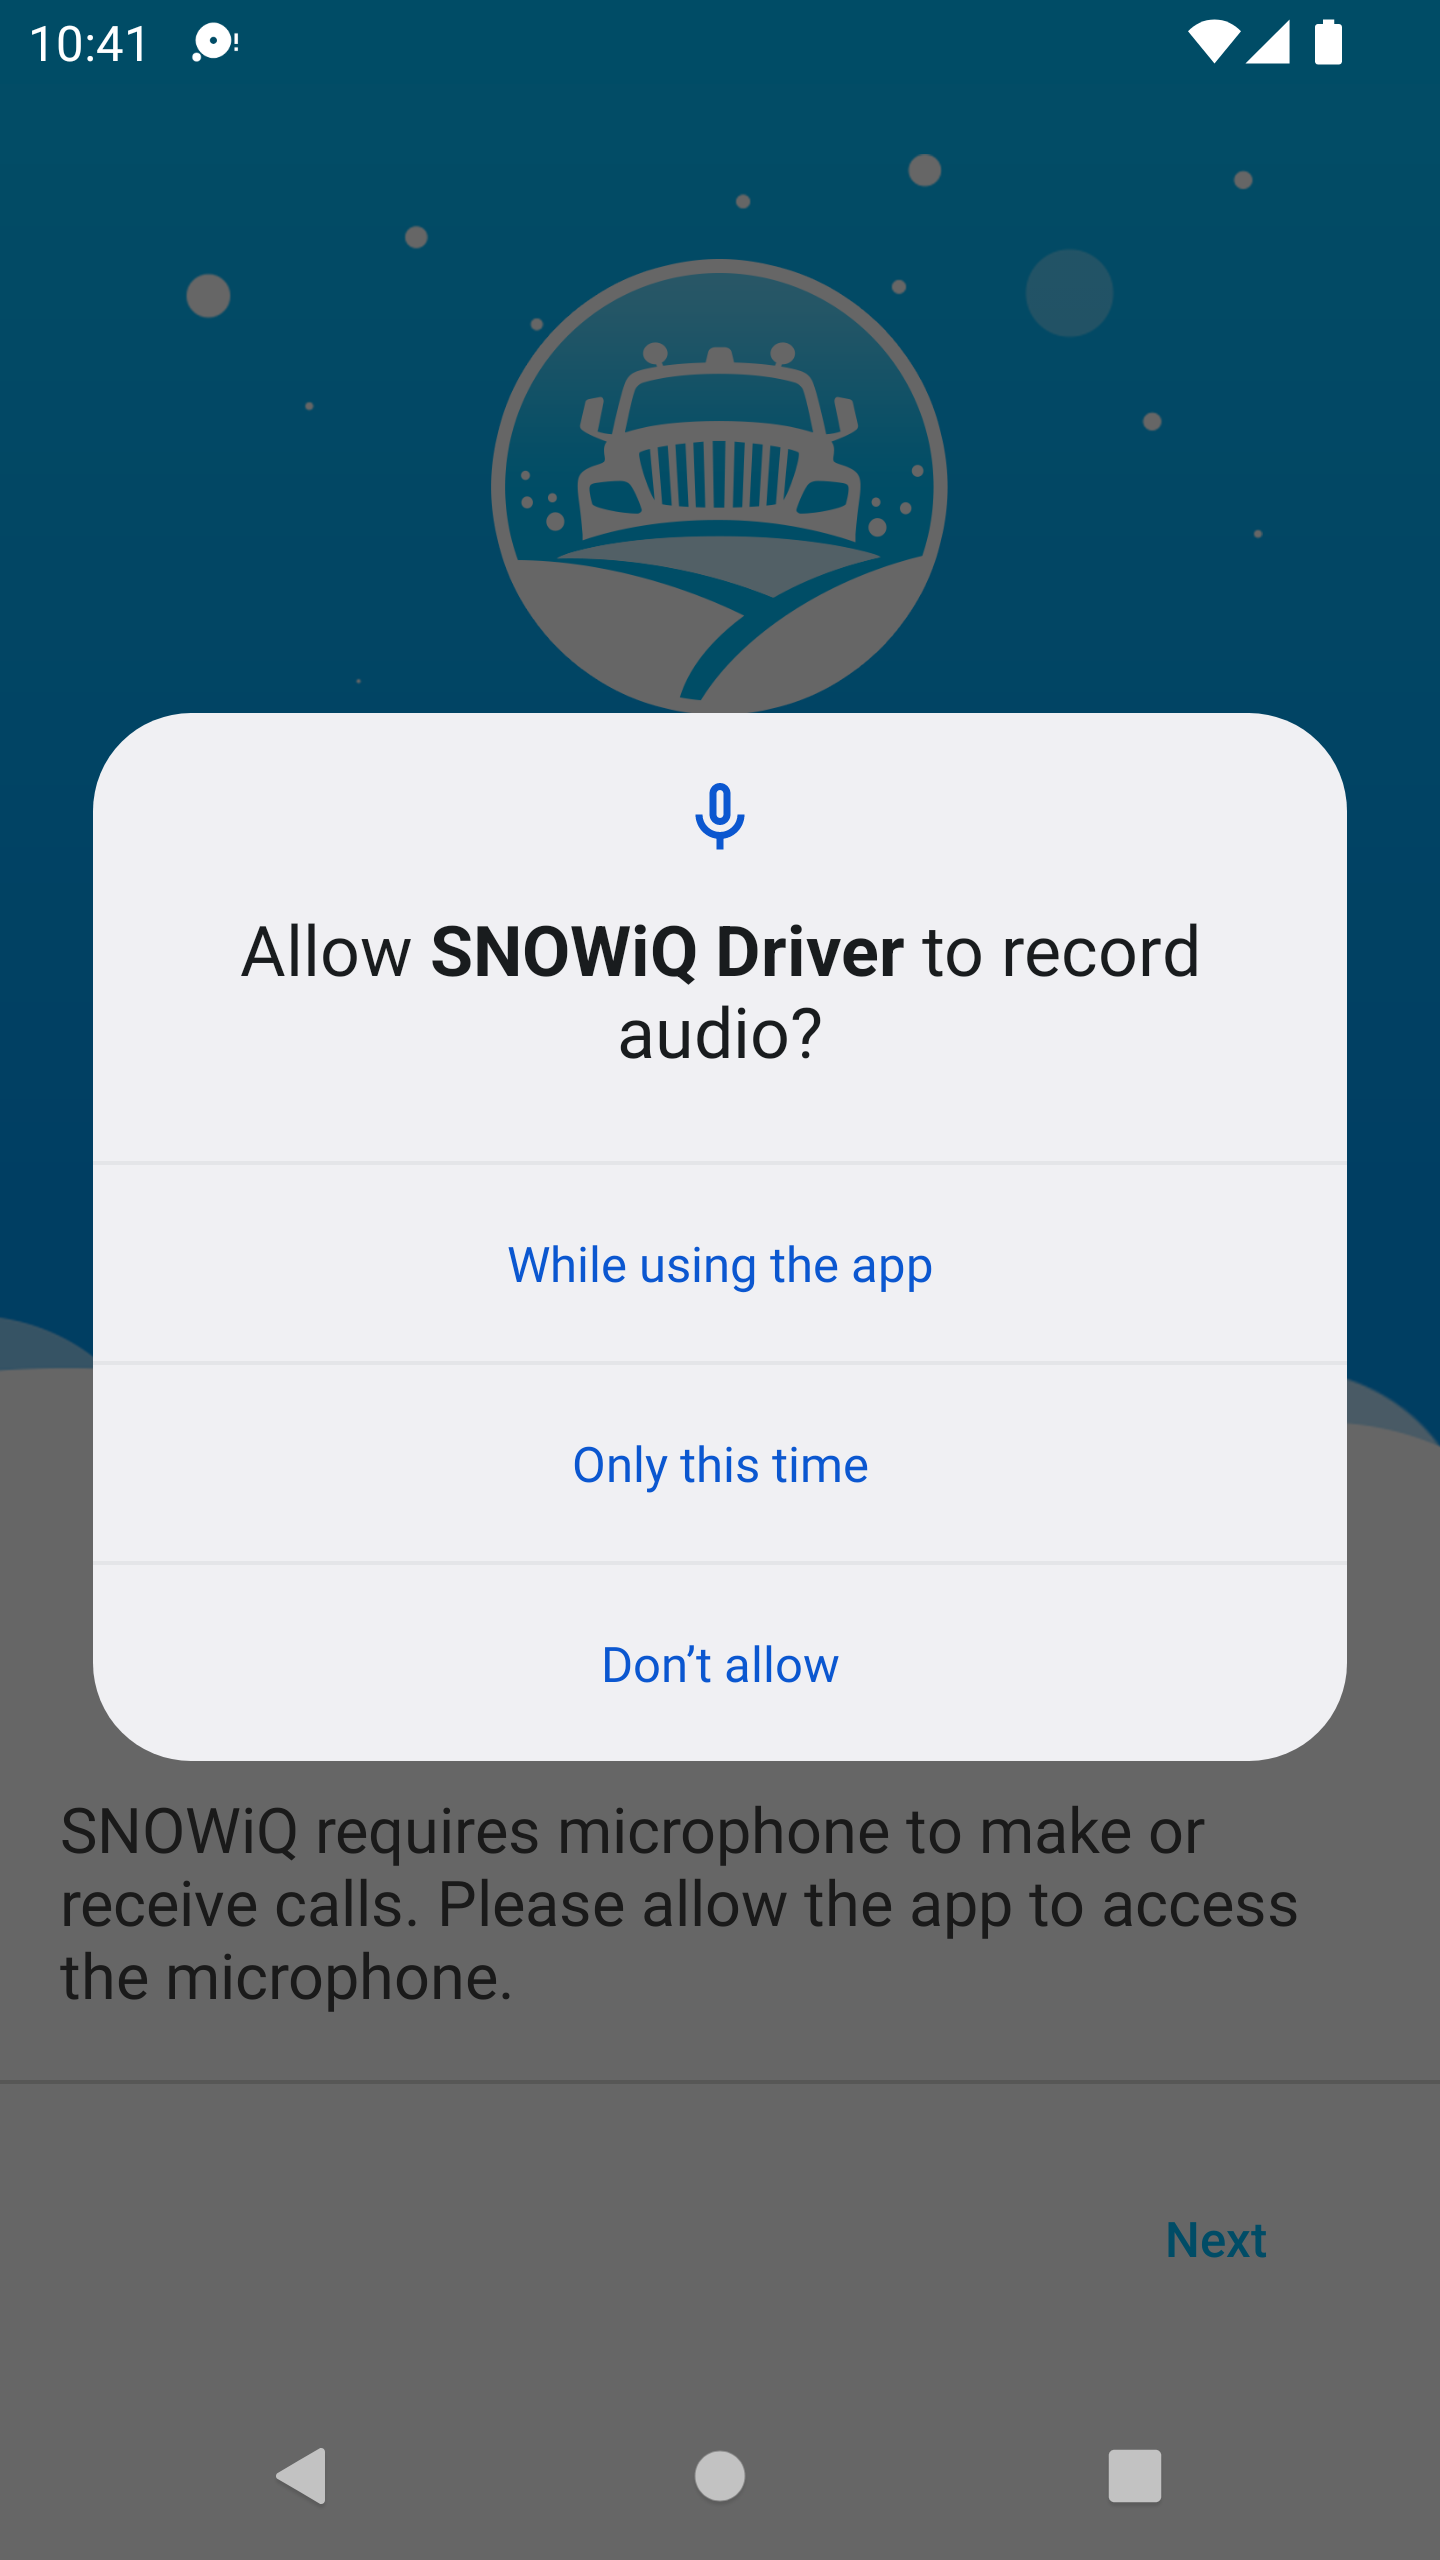 10:41
Allow SNOWiQ Driver to record
audio?
While using the app
Only this time
Don’t allow
SNOWiQ requires microphone to make or
receive calls. Please allow the app to access
the microphone.
Next